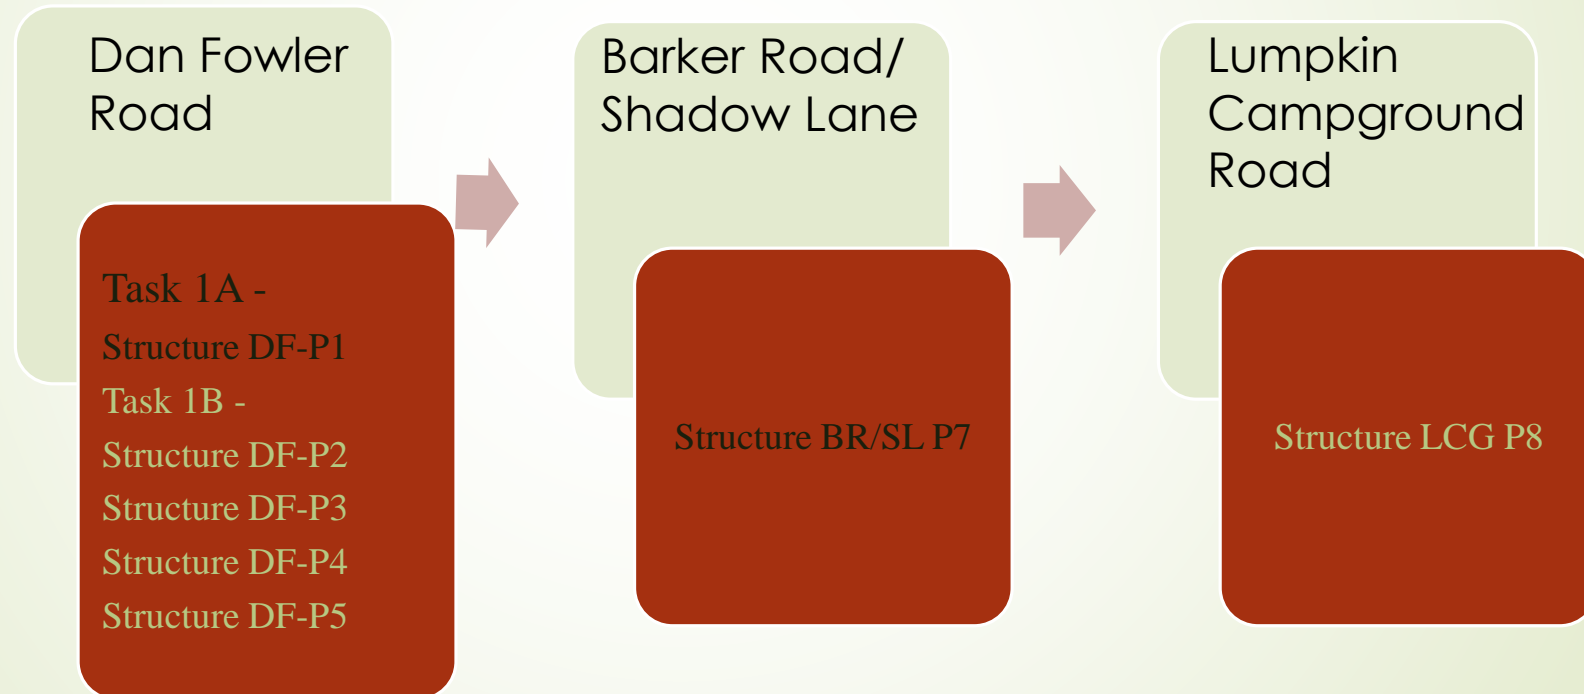 Dan Fowler
Road
Task 1A -
Structure DF-P1
Task 1B -
Structure DF-P2
Structure DF-P3
Structure DF-P4
Structure DF-P5
Barker Road/
Shadow Lane
Structure BR/SL P7
Lumpkin
Campground
Road
Structure LCG P8